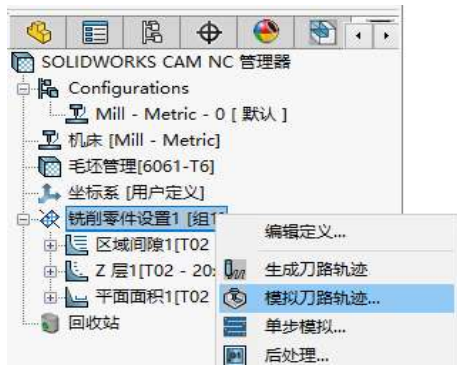 SOLIDWORKS CAM NC 管理器
Configurations
Mill - Metric - 0 [ 默认 ]
机床 [Mill - Metric]
毛坯管理[6061-T6]
坐标系 [用户定义]
铣削零件设置1 [组1]
编辑定义...
区域间隙1[T02
生成刀路轨迹
Z 层1[T02 - 20
模拟刀路轨迹...
平面面积1[T02
单步模拟...
回收站
后处理...